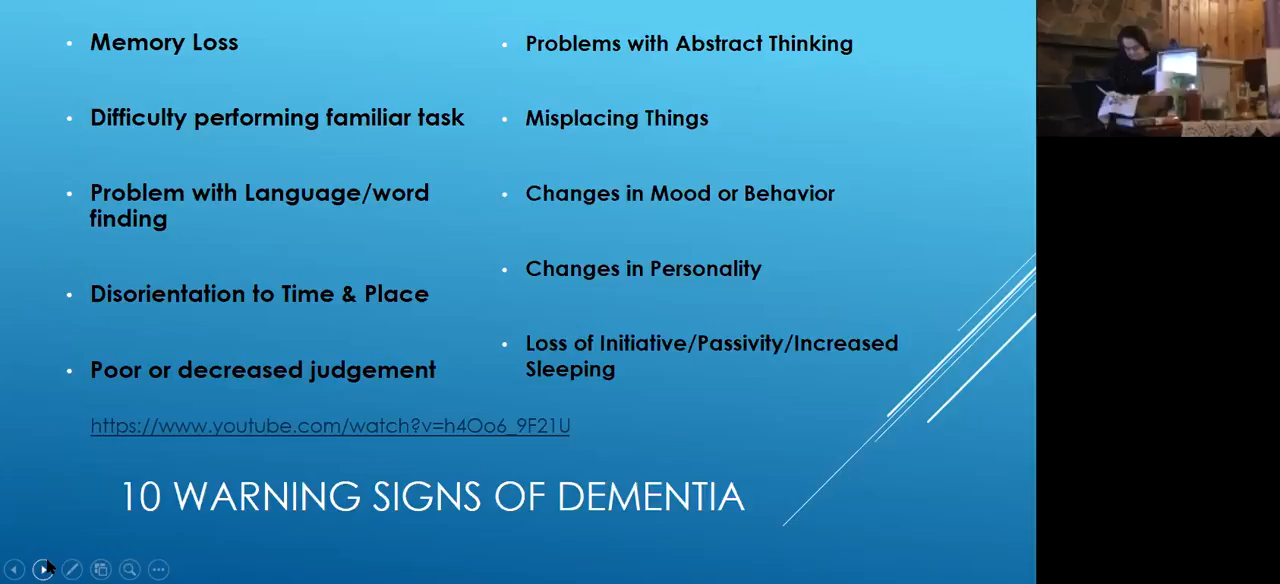 Memory Loss
Difficulty performing familiar task
Problem with Language/word
finding
Disorientation to Time & Place
Poor or decreased judgement
Problems with Abstract Thinking
Misplacing Things
Changes in Mood or Behavior
Changes in Personality
Loss of Initiative/Passivity/Increased
Sleeping
https://www.youtube.com/watch?v=h4Oo6_9F21U
10 WARNING SIGNS OF DEMENTIA